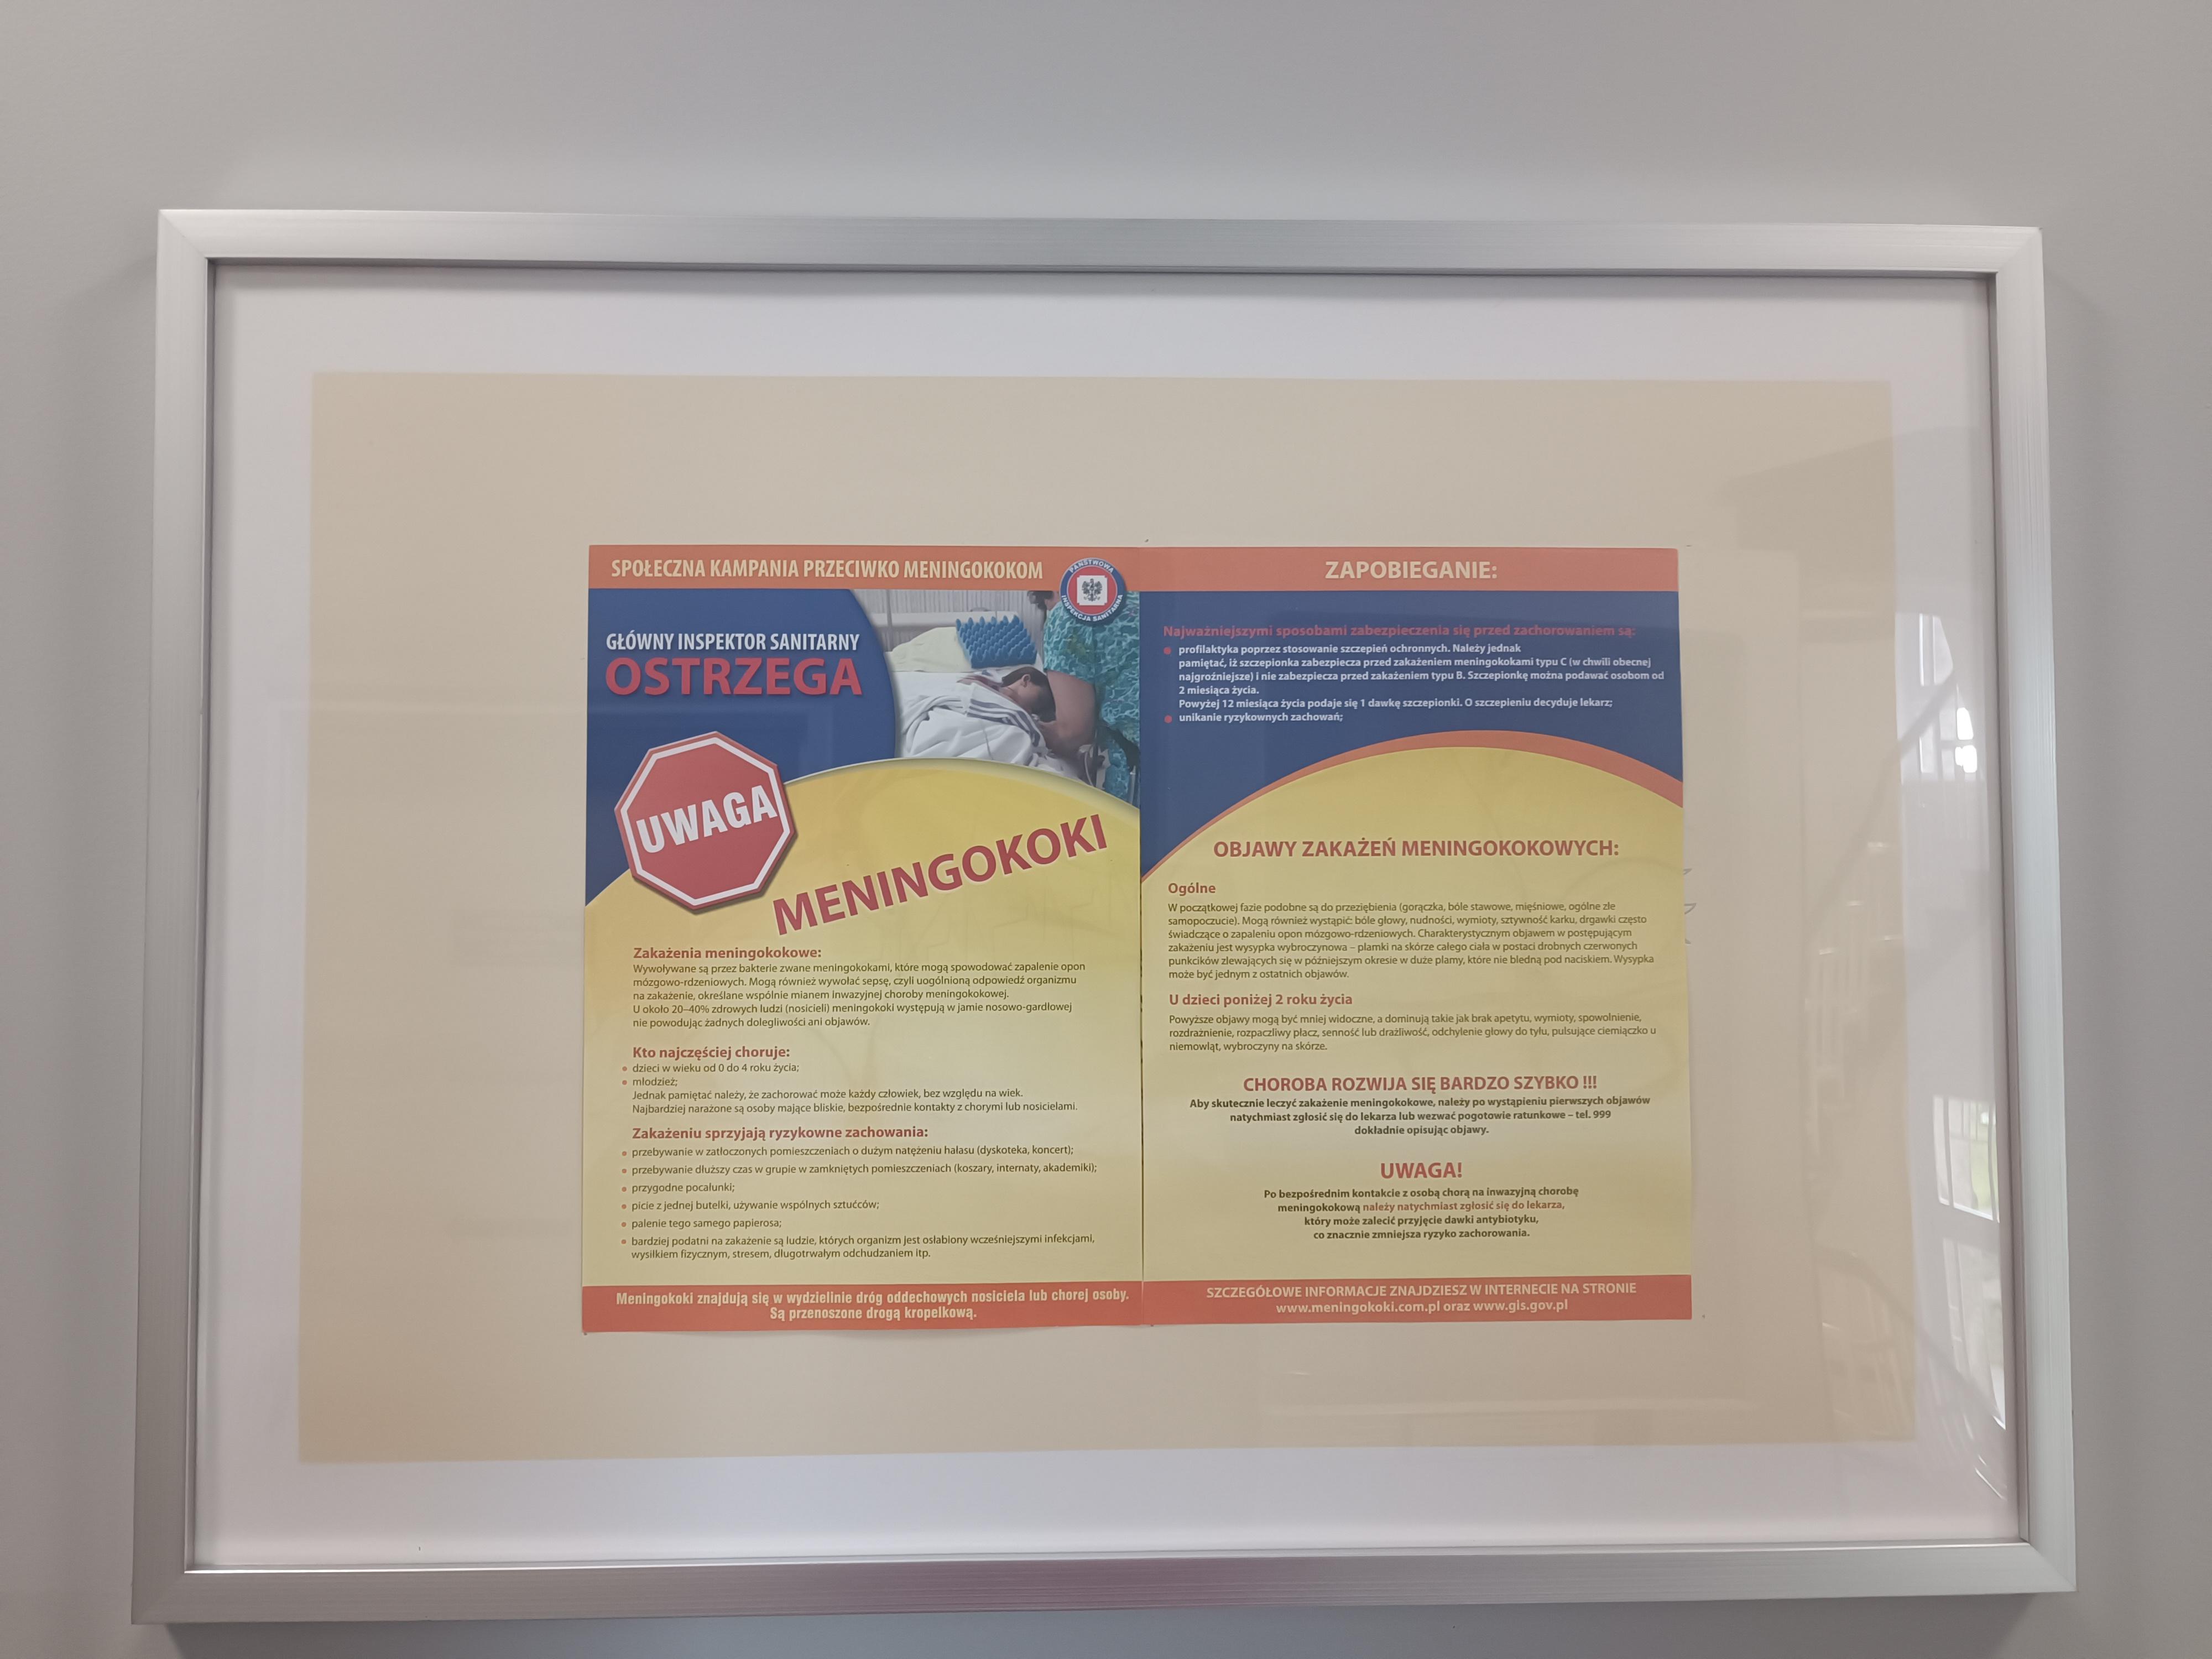 SPOŁECZNA KAMPANIA PRZECIWKO MENINGOKOKOM
PAŃSTWOWA
INSPEKCJA SANITARNA
GŁÓWNY INSPEKTOR SANITARNY
OSTRZEGA
UWAGA
MENINGOKOKI
Zakażenia meningokokowe:
Wywoływane są przez bakterie zwane meningokokami, które mogą spowodować zapalenie opon
mózgowo-rdzeniowych. Mogą również wywołać sepsę, czyli uogólnioną odpowiedź organizmu
na zakażenie, określane wspólnie mianem inwazyjnej choroby meningokokowej.
U około 20–40% zdrowych ludzi (nosicieli) meningokoki występują w jamie nosowo-gardłowej
nie powodując żadnych dolegliwości ani objawów.
Kto najczęściej choruje:
• dzieci w wieku od 0 do 4 roku życia;
• młodzież;
Jednak pamiętać należy, że zachorować może każdy człowiek, bez względu na wiek.
Najbardziej narażone są osoby mające bliskie, bezpośrednie kontakty z chorymi lub nosicielami.
Zakażeniu sprzyjają ryzykowne zachowania:
• przebywanie w zatłoczonych pomieszczeniach o dużym natężeniu hałasu (dyskoteka, koncert);
• przebywanie dłuższy czas w grupie w zamkniętych pomieszczeniach (koszary, internaty, akademiki);
• przygodne pocałunki;
• picie z jednej butelki, używanie wspólnych sztućców;
• palenie tego samego papierosa;
• bardziej podatni na zakażenie są ludzie, których organizm jest osłabiony wcześniejszymi infekcjami,
wysiłkiem fizycznym, stresem, długotrwałym odchudzaniem itp.
Meningokoki znajdują się w wydzielinie dróg oddechowych nosiciela lub chorej osoby.
Są przenoszone drogą kropelkową.
ZAPOBIEGANIE:
Najważniejszymi sposobami zabezpieczenia się przed zachorowaniem są:
• profilaktyka poprzez stosowanie szczepień ochronnych. Należy jednak
pamiętać, iż szczepionka zabezpiecza przed zakażeniem meningokokami typu C (w chwili obecnej
najgroźniejsze) i nie zabezpiecza przed zakażeniem typu B. Szczepionkę można podawać osobom od
2 miesiąca życia.
Powyżej 12 miesiąca życia podaje się 1 dawkę szczepionki. O szczepieniu decyduje lekarz;
• unikanie ryzykownych zachowań;
OBJAWY ZAKAŻEŃ MENINGOKOKOWYCH:
Ogólne
W początkowej fazie podobne są do przeziębienia (gorączka, bóle stawowe, mięśniowe, ogólne złe
samopoczucie). Mogą również wystąpić: bóle głowy, nudności, wymioty, sztywność karku, drgawki często
świadczące o zapaleniu opon mózgowo-rdzeniowych. Charakterystycznym objawem w postępującym
zakażeniu jest wysypka wybroczynowa – plamki na skórze całego ciała w postaci drobnych czerwonych
punkcików zlewających się w późniejszym okresie w duże plamy, które nie bledną pod naciskiem. Wysypka
może być jednym z ostatnich objawów.
U dzieci poniżej 2 roku życia
Powyższe objawy mogą być mniej widoczne, a dominują takie jak brak apetytu, wymioty, spowolnienie,
rozdrażnienie, rozpaczliwy płacz, senność lub drażliwość, odchylenie głowy do tyłu, pulsujące ciemiączko u
niemowląt, wybroczyny na skórze.
CHOROBA ROZWIJA SIĘ BARDZO SZYBKO !!!
Aby skutecznie leczyć zakażenie meningokokowe, należy po wystąpieniu pierwszych objawów
natychmiast zgłosić się do lekarza lub wezwać pogotowie ratunkowe – tel. 999
dokładnie opisując objawy.
UWAGA!
Po bezpośrednim kontakcie z osobą chorą na inwazyjną chorobę
meningokokową należy natychmiast zgłosić się do lekarza,
który może zalecić przyjęcie dawki antybiotyku,
co znacznie zmniejsza ryzyko zachorowania.
SZCZEGÓŁOWE INFORMACJE ZNAJDZIESZ W INTERNECIE NA STRONIE
www.meningokoki.com.pl oraz www.gis.gov.pl